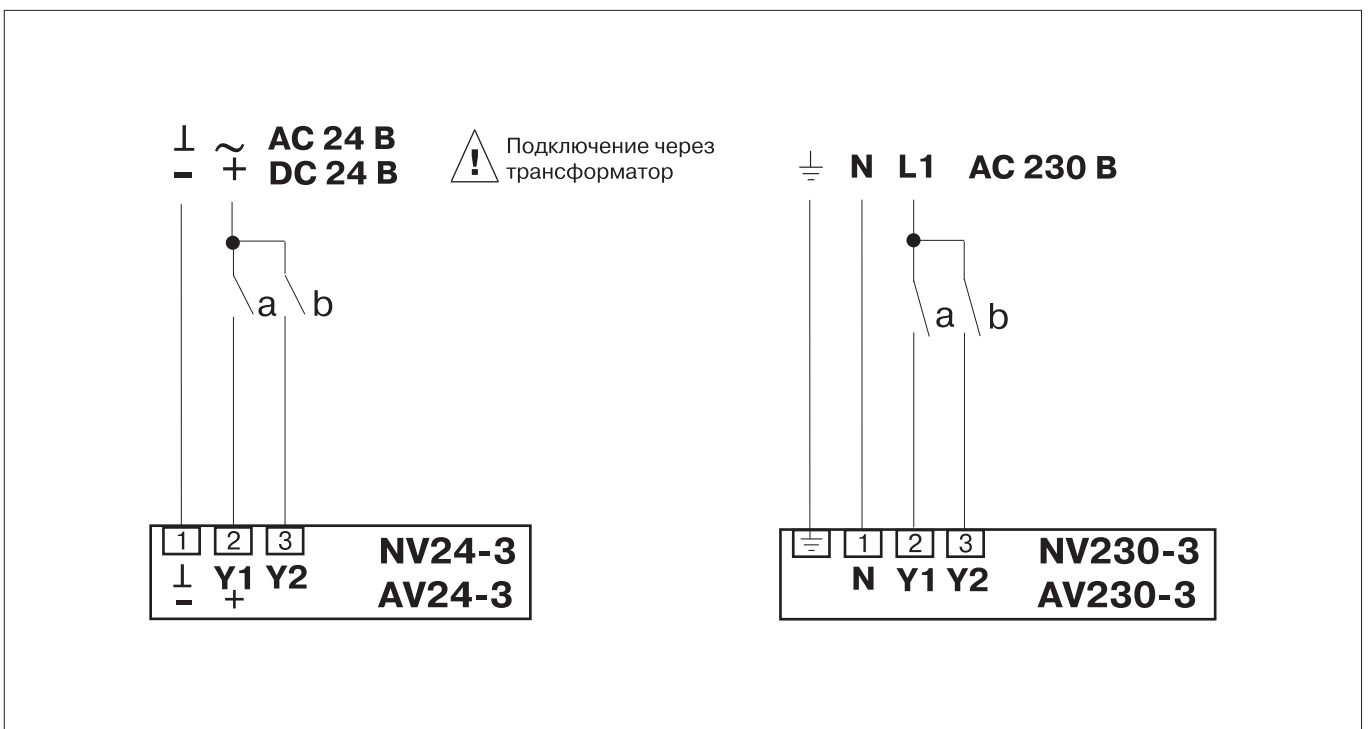 ⊥ ~ AC 24 В
- + DC 24 В
! Подключение через
трансформатор
a b
1 2 3
⊥ Y1 Y2
- +
NV24-3
AV24-3
⏚ N L1 AC 230 В
a b
⏚ 1 2 3
N Y1 Y2
NV230-3
AV230-3